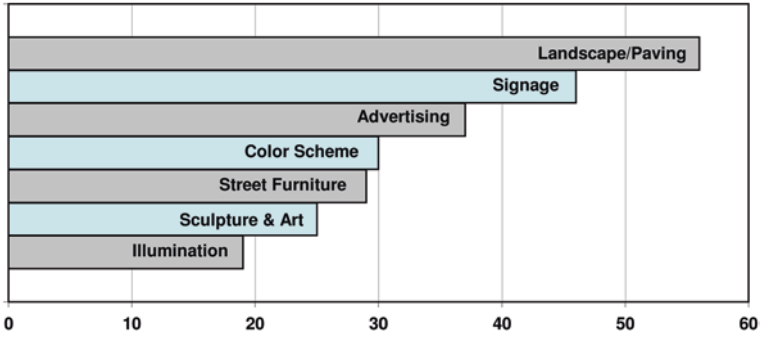 Landscape/Paving
Signage
Advertising
Color Scheme
Street Furniture
Sculpture & Art
Illumination
0 10 20 30 40 50 60